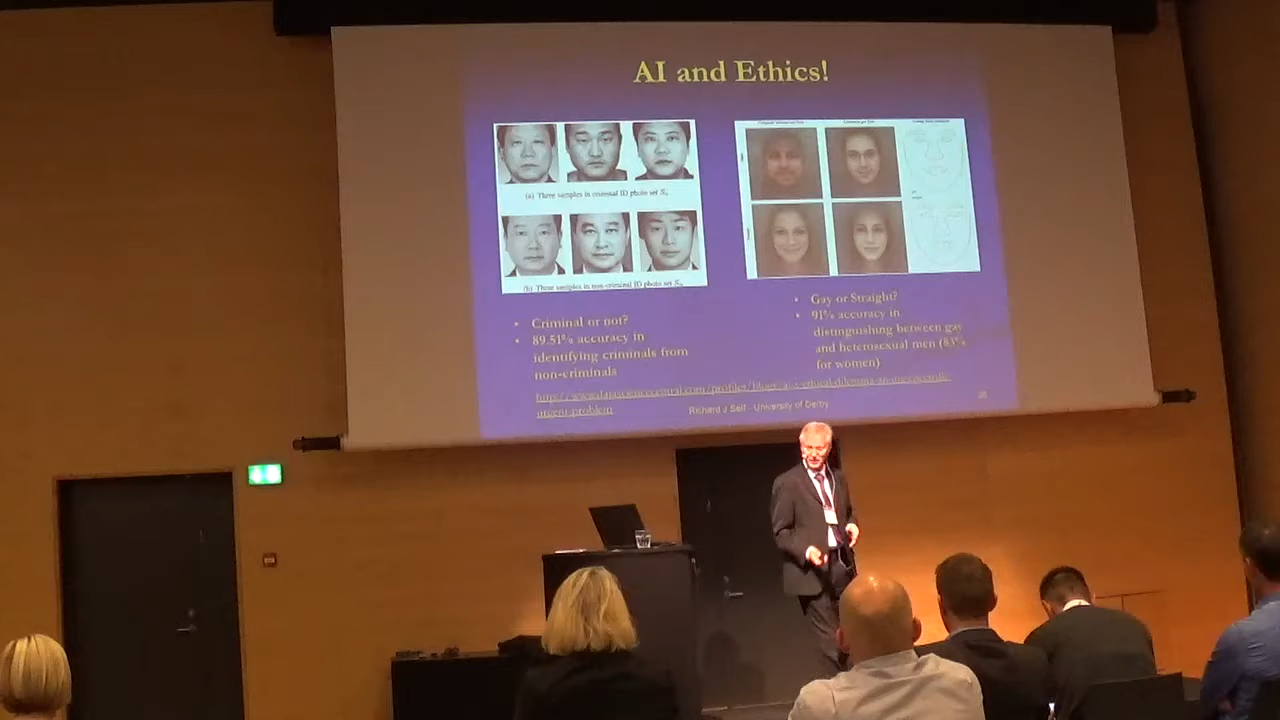 AI and Ethics!
(a) Three samples in criminal ID photo set S
(b) Three samples in non-criminal ID photo set S
• Criminal or not?
• 89.51% accuracy in
identifying criminals from
non-criminals
• Gay or Straight?
• 91% accuracy in
distinguishing between gay
and heterosexual men (83%
for women)
urgent-problem
Richard J Self - University of Derby